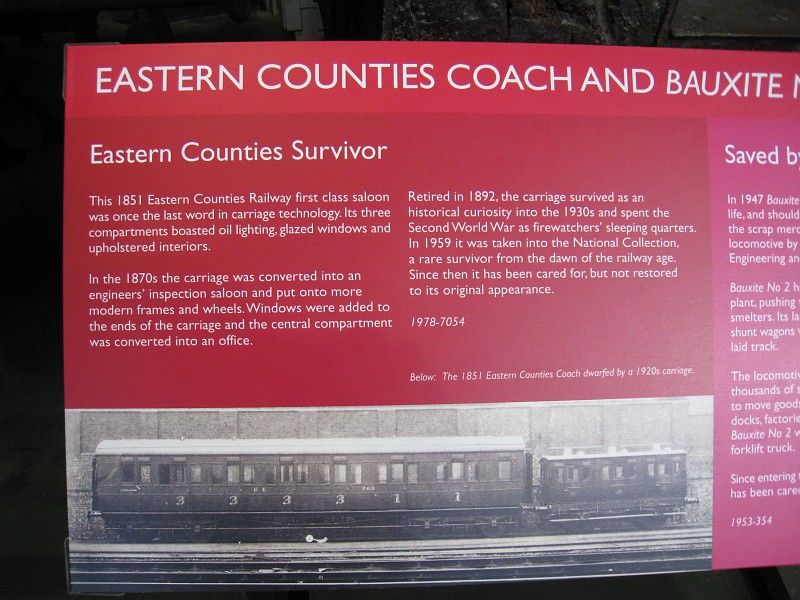 EASTERN COUNTIES COACH AND BAUXITE
Eastern Counties Survivor
This 1851 Eastern Counties Railway first class saloon
was once the last word in carriage technology. Its three
compartments boasted oil lighting, glazed windows and
upholstered interiors.
In the 1870s the carriage was converted into an
engineers' inspection saloon and put onto more
modern frames and wheels. Windows were added to
the ends of the carriage and the central compartment
was converted into an office.
Retired in 1892, the carriage survived as an
historical curiosity into the 1930s and spent the
Second World War as firewatchers' sleeping quarters.
In 1959 it was taken into the National Collection,
a rare survivor from the dawn of the railway age.
Since then it has been cared for, but not restored
to its original appearance.
1978-7054
Below: The 1851 Eastern Counties Coach dwarfed by a 1920s carriage.
3 3 3 3 1 1
Saved by
In 1947 Bauxite
life, and should
the scrap
locomotive by
Engineering
Bauxite No 2
plant, pushing
smelters. Its
shunt wagons
laid track.
The
thousands of
to move
docks,
Bauxite No 2
forklift truck.
Since entering
has been
1953-354